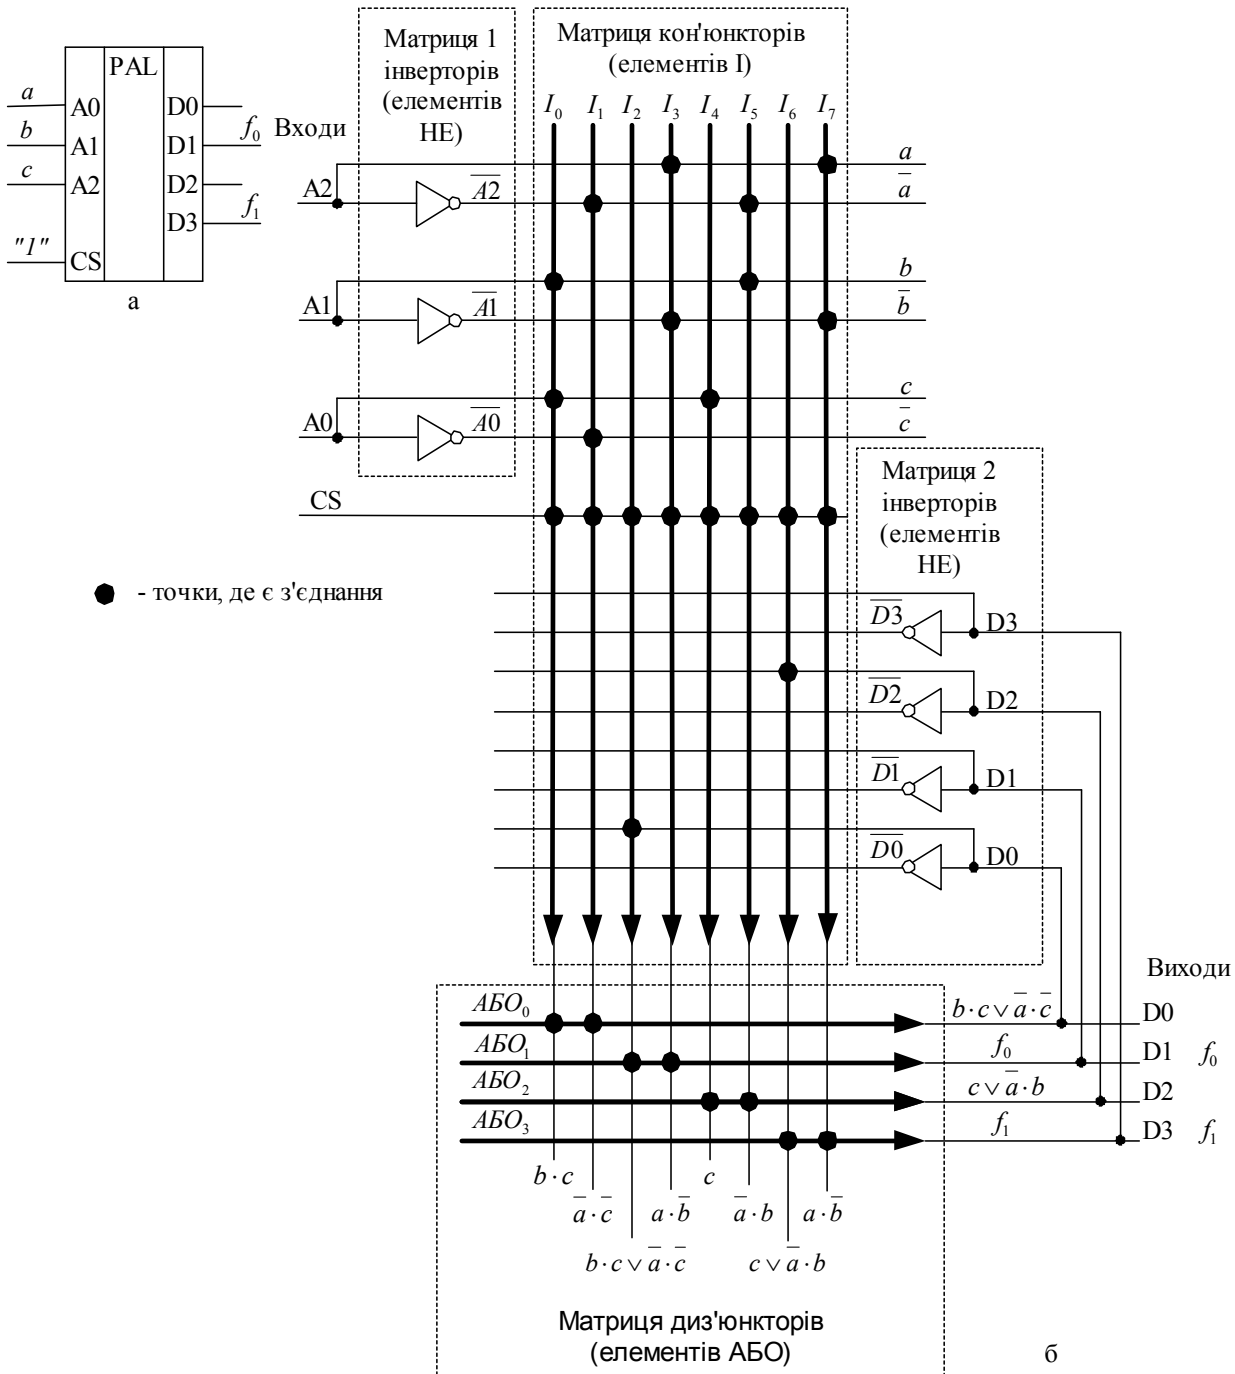 PAL
a
A0
D0
b
A1
D1
f₀
c
A2
D2
D3
f₁
"1"
CS
а
Входи
Матриця 1
інверторів
(елементів
НЕ)
Матриця кон'юнкторів
(елементів І)
I₀ I₁ I₂ I₃ I₄ I₅ I₆ I₇
a
A2
A̅2̅
a̅
b
A1
A̅1̅
b̅
c
A0
A̅0̅
c̅
CS
Матриця 2
інверторів
(елементів
НЕ)
- точки, де є з'єднання
D̅3̅ D3
D̅2̅ D2
D̅1̅ D1
D̅0̅ D0
Виходи
АБО₀ b·c∨a̅·c̅ D0
АБО₁ f₀ D1 f₀
АБО₂ c∨a̅·b D2
АБО₃ f₁ D3 f₁
b·c c
a̅·c̅ a·b̅ a̅·b a·b̅
b·c∨a̅·c̅ c∨a̅·b
Матриця диз'юнкторів
(елементів АБО)
б